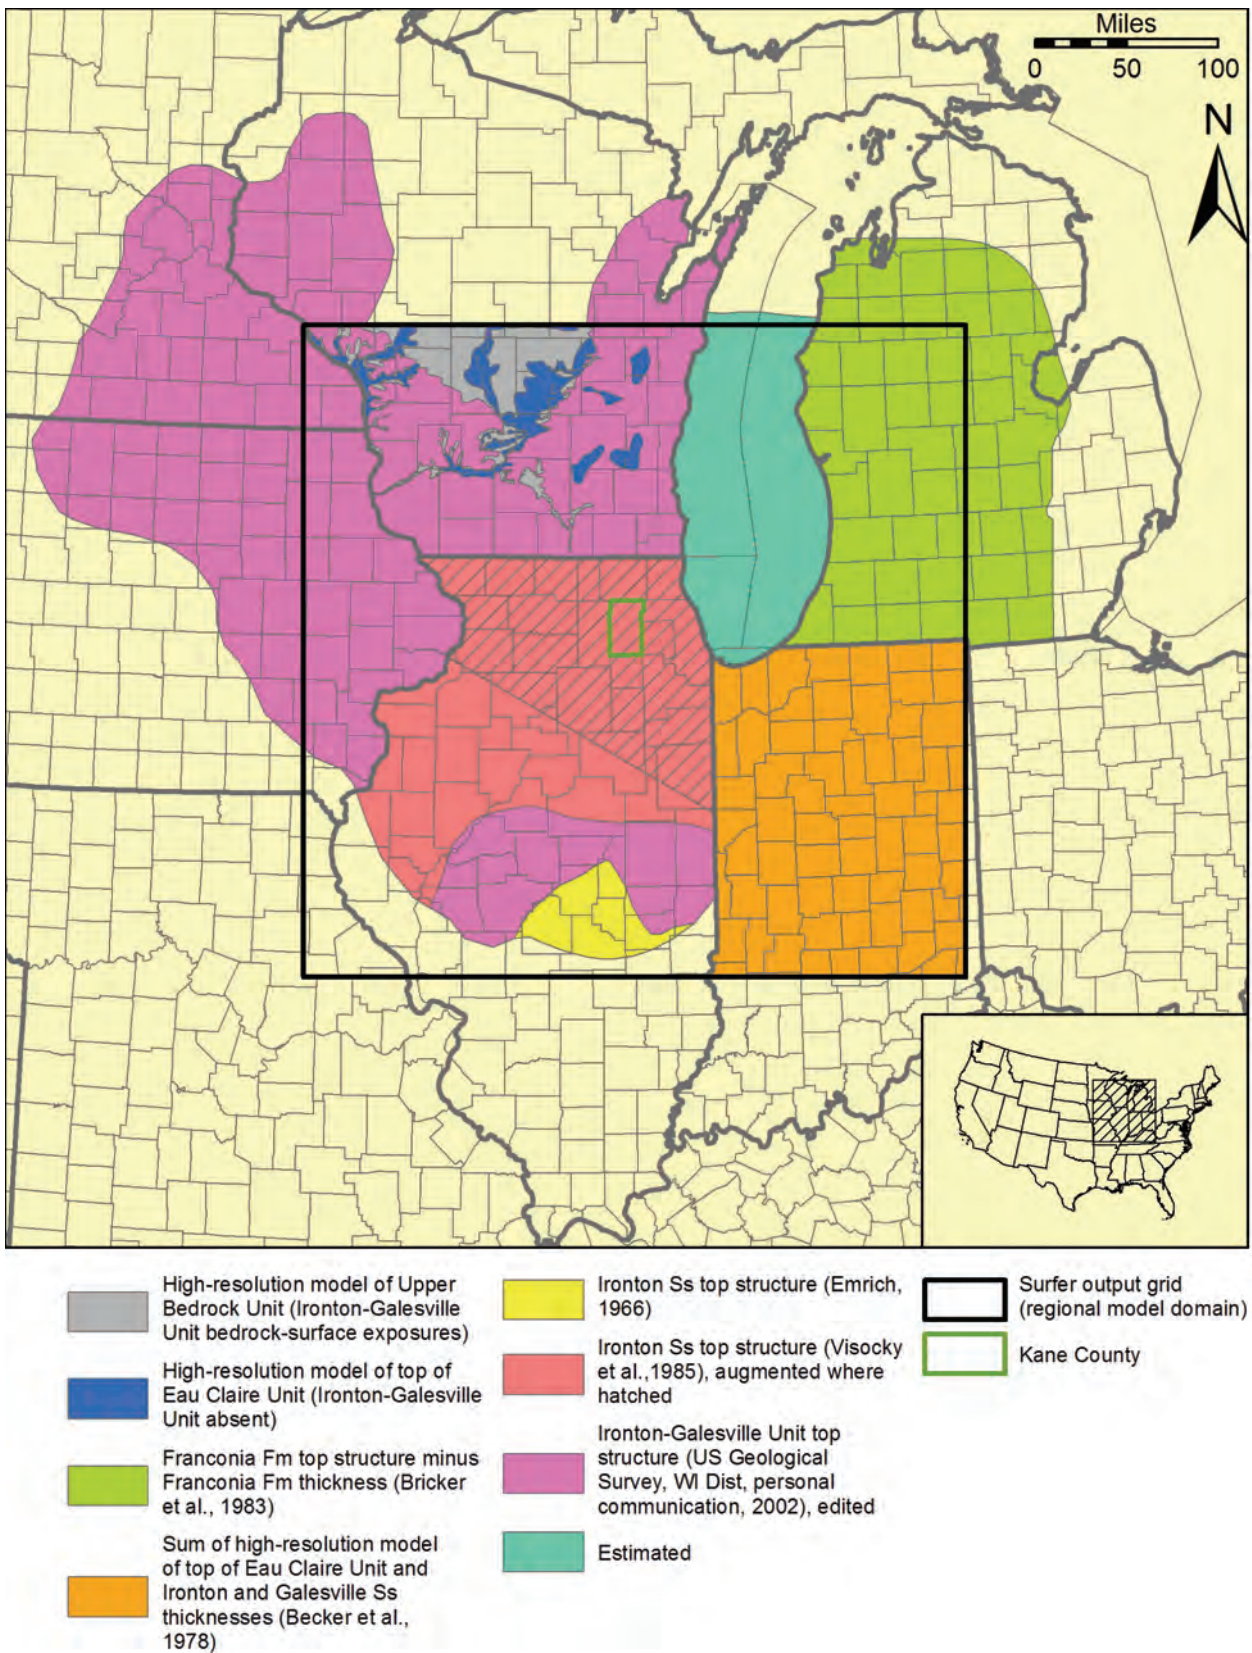 Miles
0 50 100
N
High-resolution model of Upper
Bedrock Unit (Ironton-Galesville
Unit bedrock-surface exposures)
High-resolution model of top of
Eau Claire Unit (Ironton-Galesville
Unit absent)
Franconia Fm top structure minus
Franconia Fm thickness (Bricker
et al., 1983)
Sum of high-resolution model
of top of Eau Claire Unit and
Ironton and Galesville Ss
thicknesses (Becker et al.,
1978)
Ironton Ss top structure (Emrich,
1966)
Ironton Ss top structure (Visocky
et al.,1985), augmented where
hatched
Ironton-Galesville Unit top
structure (US Geological
Survey, WI Dist, personal
communication, 2002), edited
Estimated
Surfer output grid
(regional model domain)
Kane County